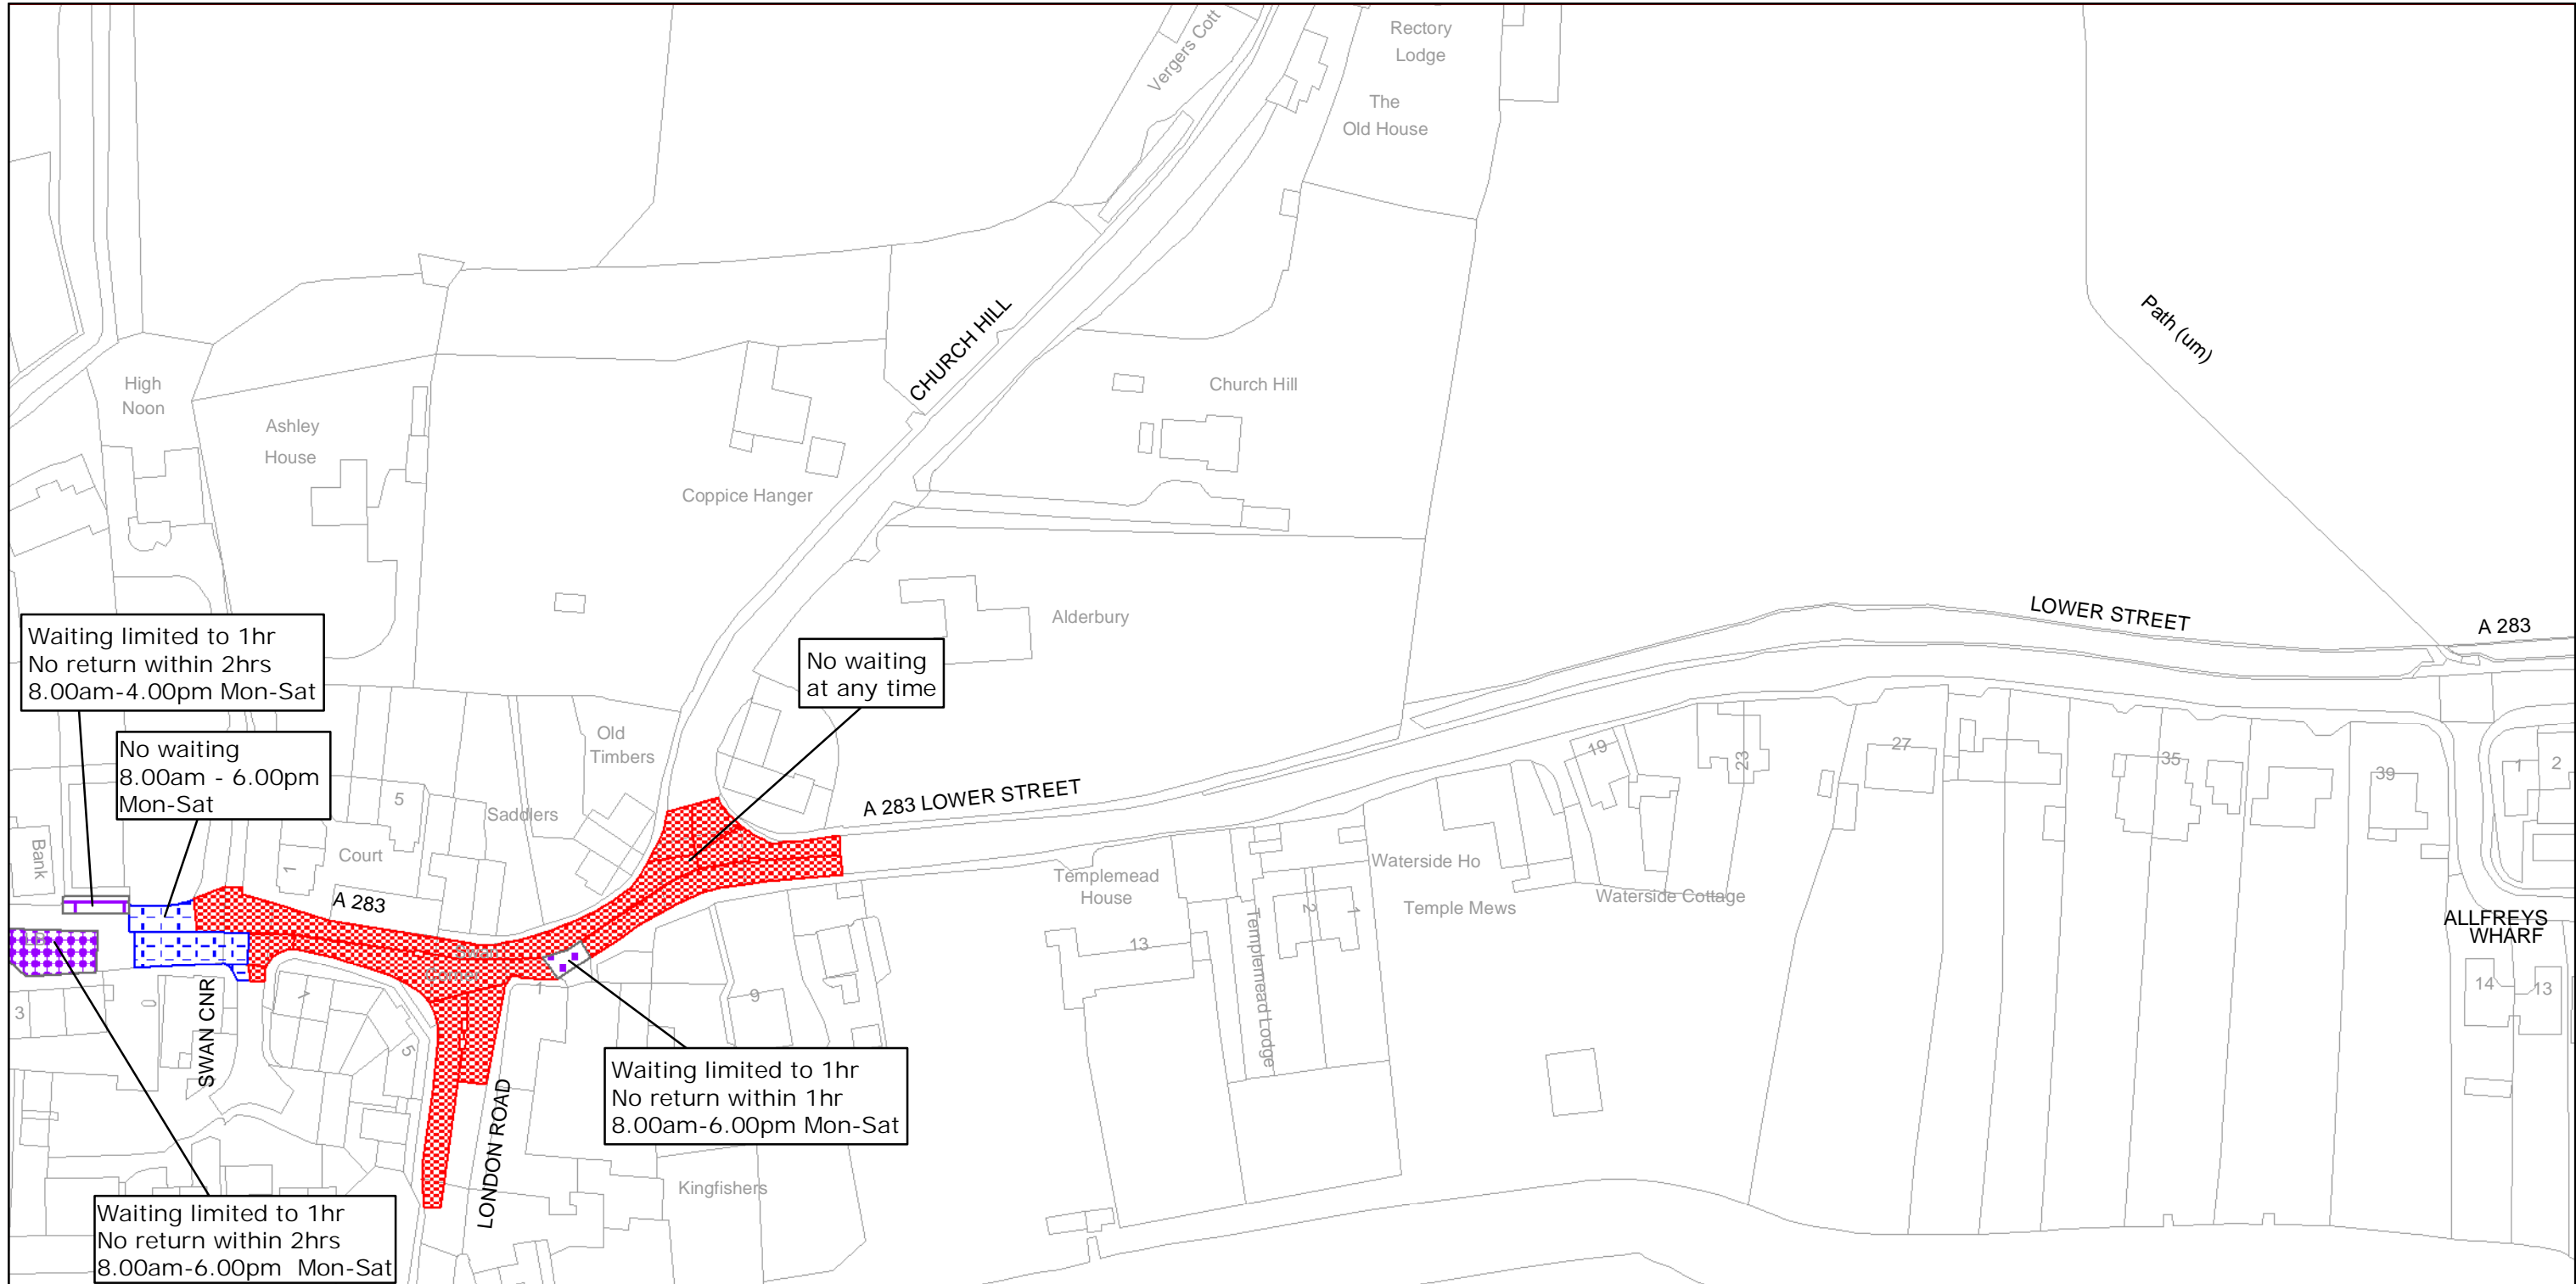 Vergers Cott
Rectory
Lodge
The
Old House
Path (um)
CHURCH HILL
High
Noon
Ashley
House
Church Hill
Coppice Hanger
Alderbury
LOWER STREET
A 283
Waiting limited to 1hr
No return within 2hrs
8.00am-4.00pm Mon-Sat
No waiting
at any time
No waiting
8.00am - 6.00pm
Mon-Sat
Old
Timbers
Saddlers
5
Court
1
Bank
A 283
A 283 LOWER STREET
19
23
27
35
39
1
2
Templemead
House
Waterside Ho
Waterside Cottage
Temple Mews
2
1
Templemead Lodge
13
ALLFREYS
WHARF
14
13
3
SWAN CNR
1
5
1
9
LONDON ROAD
Waiting limited to 1hr
No return within 1hr
8.00am-6.00pm Mon-Sat
Kingfishers
Waiting limited to 1hr
No return within 2hrs
8.00am-6.00pm Mon-Sat